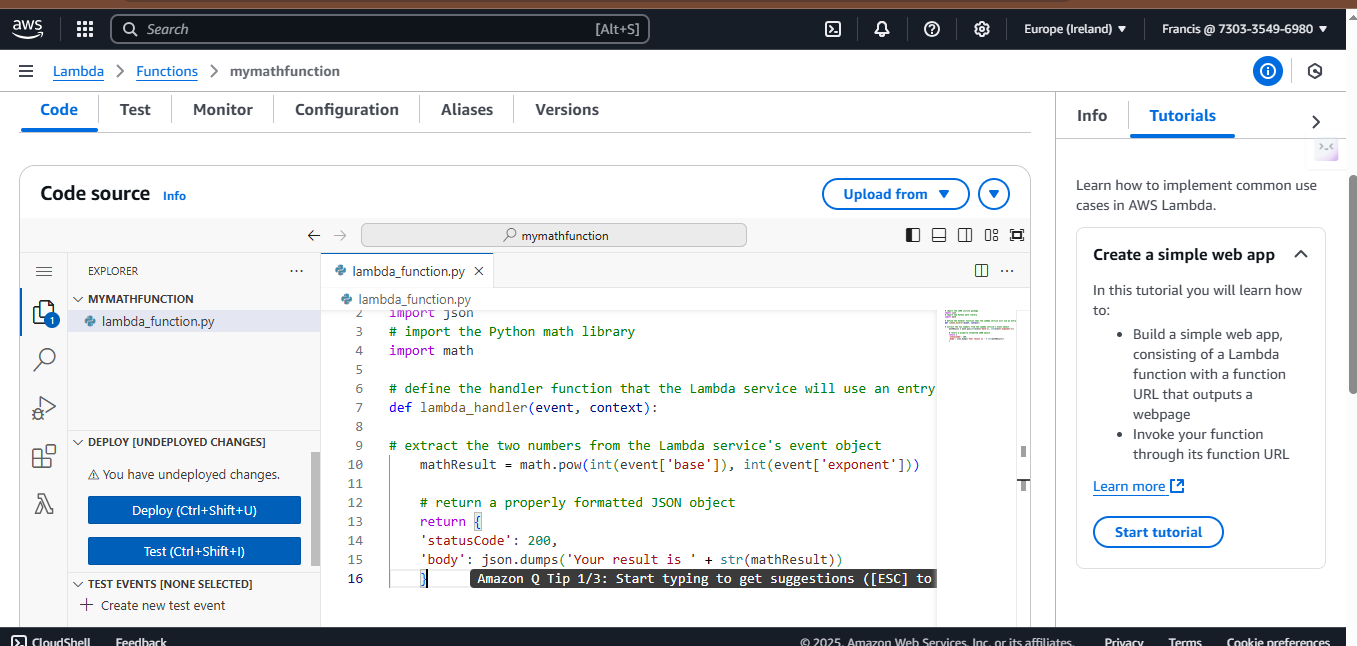 aws Search [Alt+S] Europe (Ireland) Francis @ 7303-3549-6980
Lambda > Functions > mymathfunction
Code Test Monitor Configuration Aliases Versions
Info Tutorials
Code source Info Upload from
mymathfunction
EXPLORER ...
MYMATHFUNCTION
lambda_function.py
1
DEPLOY [UNDEPLOYED CHANGES]
You have undeployed changes.
Deploy (Ctrl+Shift+U)
Test (Ctrl+Shift+I)
TEST EVENTS [NONE SELECTED]
+ Create new test event
lambda_function.py
lambda_function.py
2 import json
3 # import the Python math library
4 import math
5
6 # define the handler function that the Lambda service will use an entry
7 def lambda_handler(event, context):
8
9 # extract the two numbers from the Lambda service's event object
10 mathResult = math.pow(int(event['base']), int(event['exponent']))
11
12 # return a properly formatted JSON object
13 return {
14 'statusCode': 200,
15 'body': json.dumps('Your result is ' + str(mathResult))
16 } Amazon Q Tip 1/3: Start typing to get suggestions ([ESC] to
Learn how to implement common use
cases in AWS Lambda.
Create a simple web app
In this tutorial you will learn how
to:
• Build a simple web app,
consisting of a Lambda
function with a function
URL that outputs a
webpage
• Invoke your function
through its function URL
Learn more
Start tutorial
CloudShell Feedback © 2025, Amazon Web Services, Inc. or its affiliates. Privacy Terms Cookie preferences